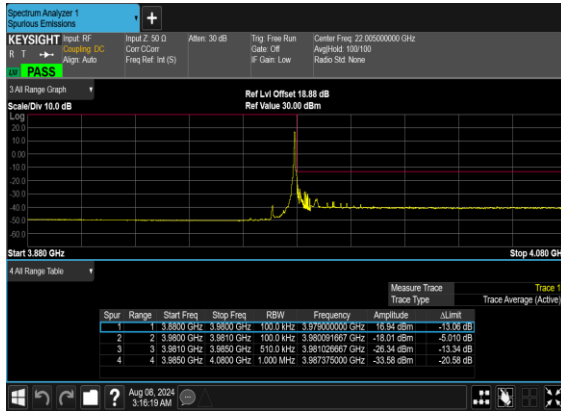 Spectrum Analyzer 1
Spurious Emissions
+
KEYSIGHT Input: RF Input Z: 50 Ω Atten: 30 dB Trig: Free Run Center Freq: 22.005000000 GHz
R T Coupling: DC Corr CCorr Gate: Off Avg|Hold: 100/100
Align: Auto Freq Ref: Int (S) IF Gain: Low Radio Std: None
PASS
3 All Range Graph
Ref Lvl Offset 18.88 dB
Scale/Div 10.0 dB Ref Value 30.00 dBm
Log
20.0
10.0
0.00
-10.0
-20.0
-30.0
-40.0
-50.0
-60.0
Start 3.880 GHz Stop 4.080 GH
4 All Range Table
Measure Trace Trace 1
Trace Type Trace Average (Active)
Spur Range Start Freq Stop Freq RBW Frequency Amplitude ΔLimit
1 1 3.8800 GHz 3.9800 GHz 100.0 kHz 3.979000000 GHz 16.94 dBm -13.06 dB
2 2 3.9800 GHz 3.9810 GHz 100.0 kHz 3.980091667 GHz -18.01 dBm -5.010 dB
3 3 3.9810 GHz 3.9850 GHz 510.0 kHz 3.981026667 GHz -26.34 dBm -13.34 dB
4 4 3.9850 GHz 4.0800 GHz 1.000 MHz 3.987375000 GHz -33.58 dBm -20.58 dB
?
Aug 08, 2024
3:16:19 AM